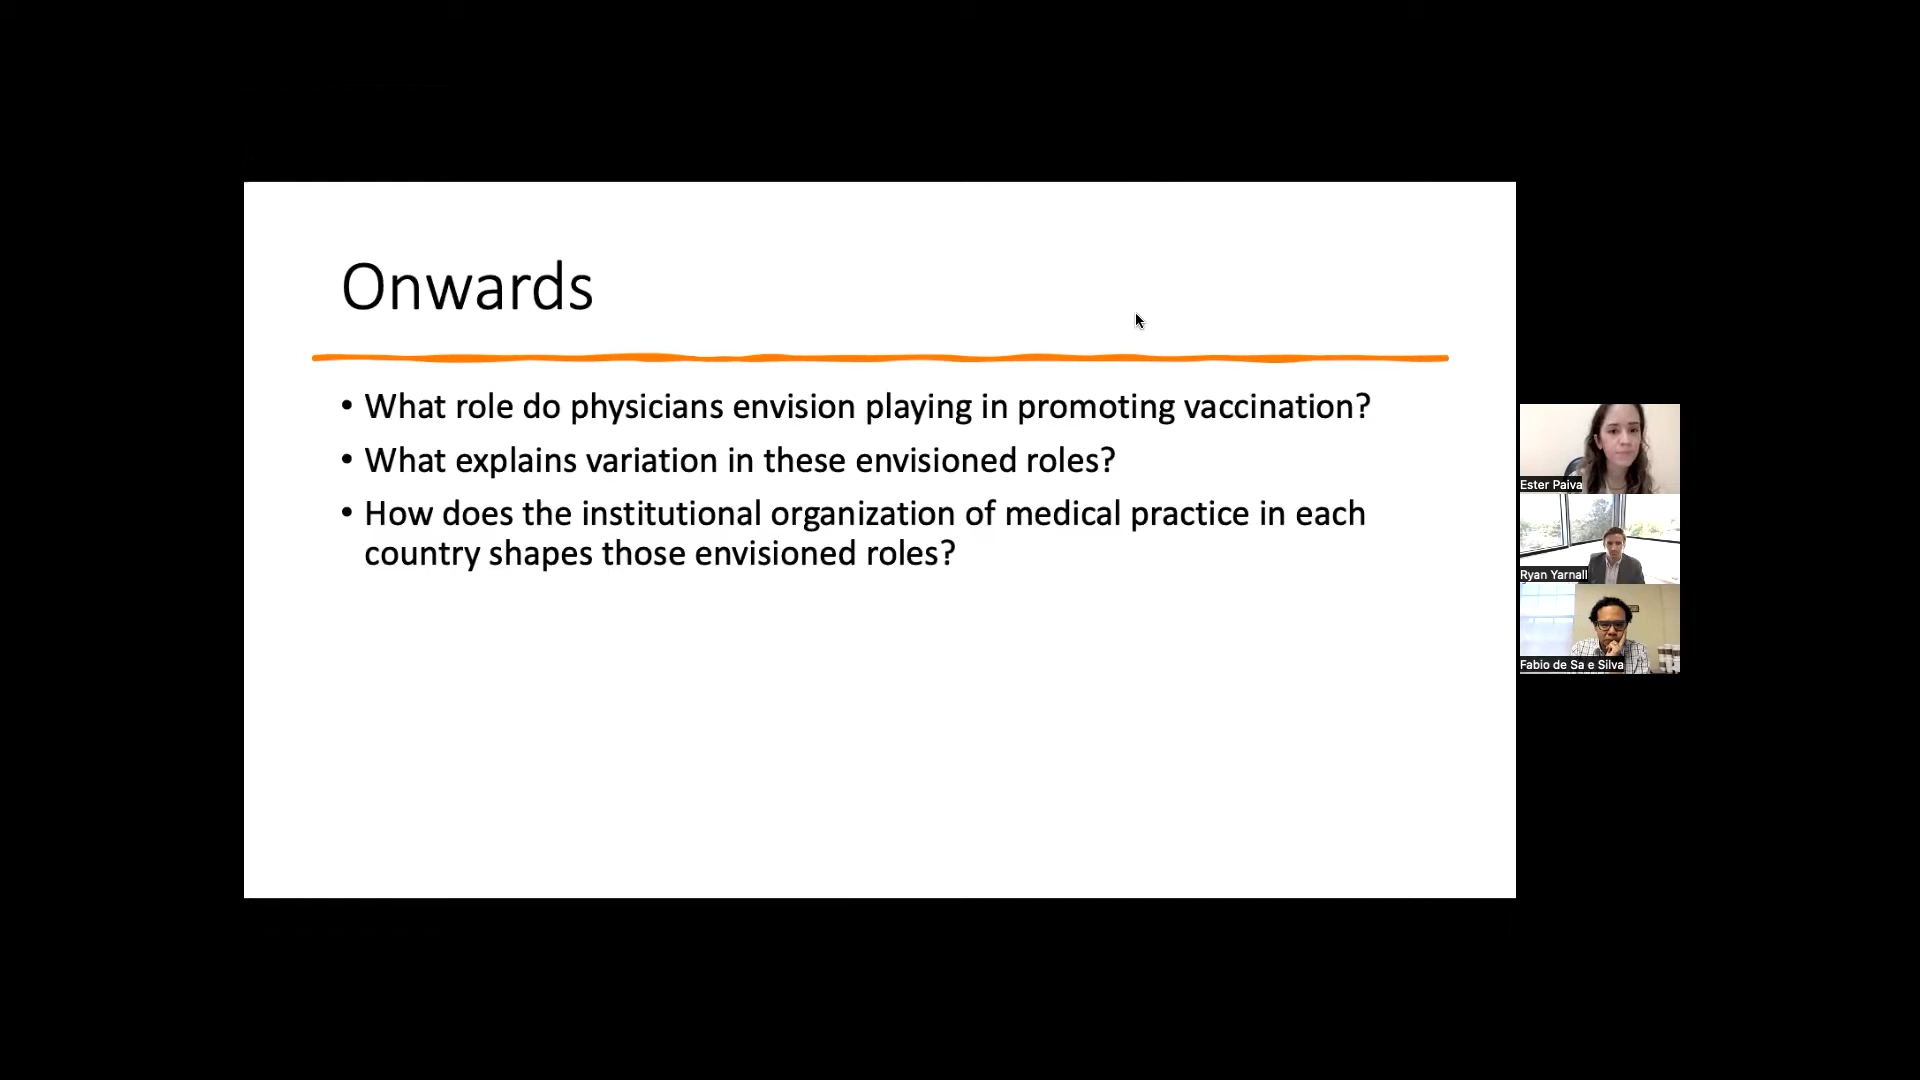 Onwards
• What role do physicians envision playing in promoting vaccination?
• What explains variation in these envisioned roles?
• How does the institutional organization of medical practice in each
country shapes those envisioned roles?
Ester Paiva
Ryan Yarnall
Fabio de Sa e Silva